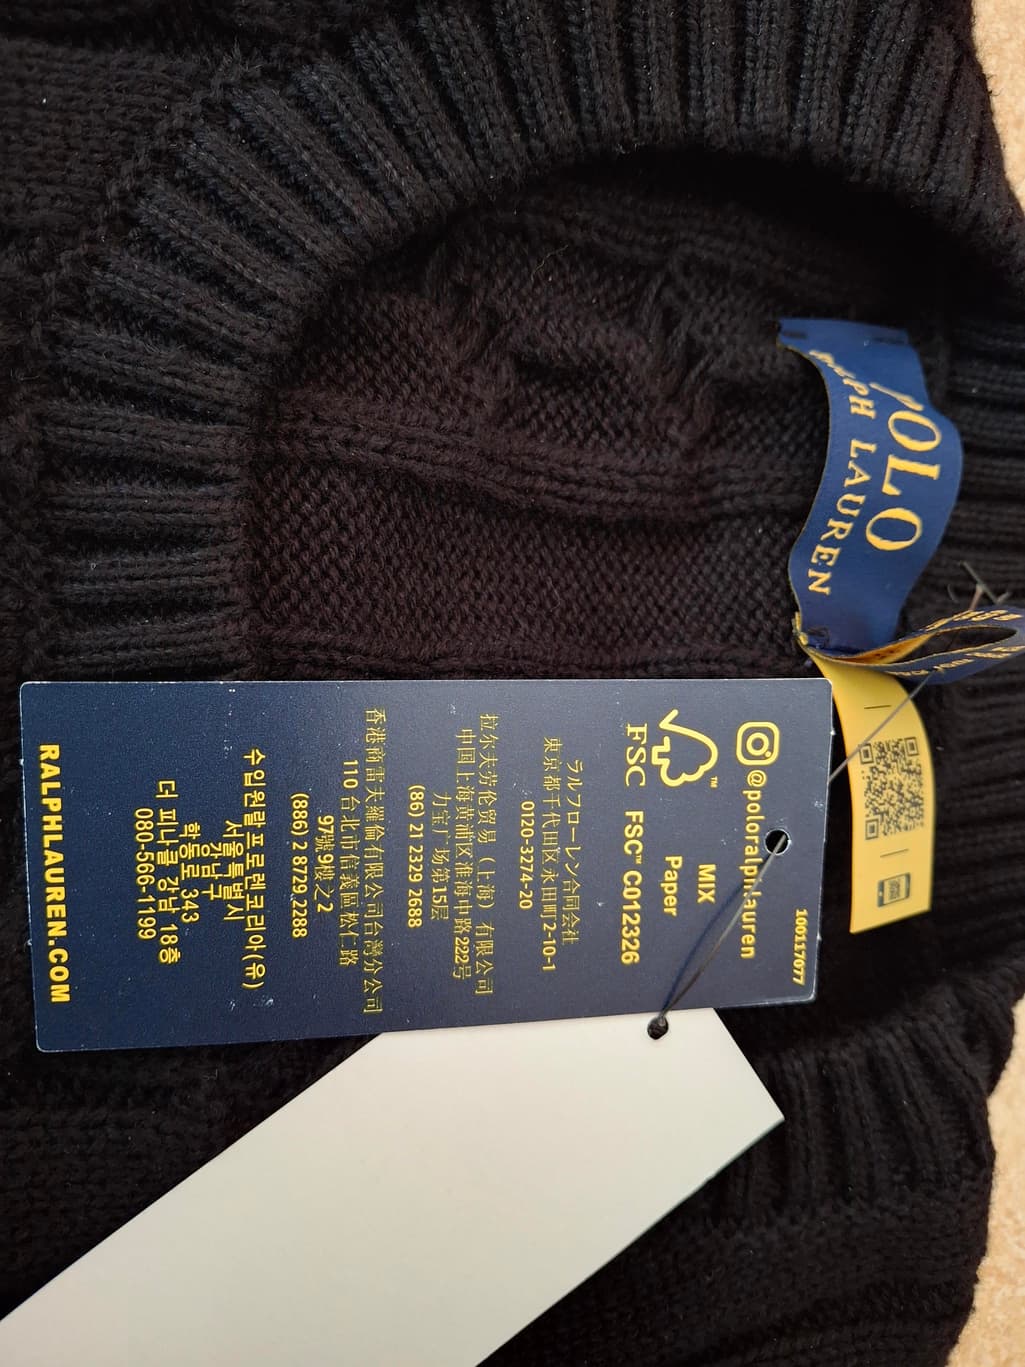 POLO
RALPH LAUREN
10017077
@poloralphlauren
MIX
Paper
FSC FSC™ C012326
ラルフローレン合同会社
東京都千代田区永田町2-10-1
0120-3274-20
拉尔夫劳伦贸易（上海）有限公司
中国上海黄浦区淮海中路222号
力宝广场第15层
(86) 21 2329 2688
香港商雷夫羅倫有限公司台灣分公司
110 台北市信義區松仁路
97號9樓之2
(886) 2 8729 2288
수입원랄프로렌코리아(유)
서울특별시
강남구
학동로 343
더 피나클 강남 18층
080-566-1199
RALPHLAUREN.COM